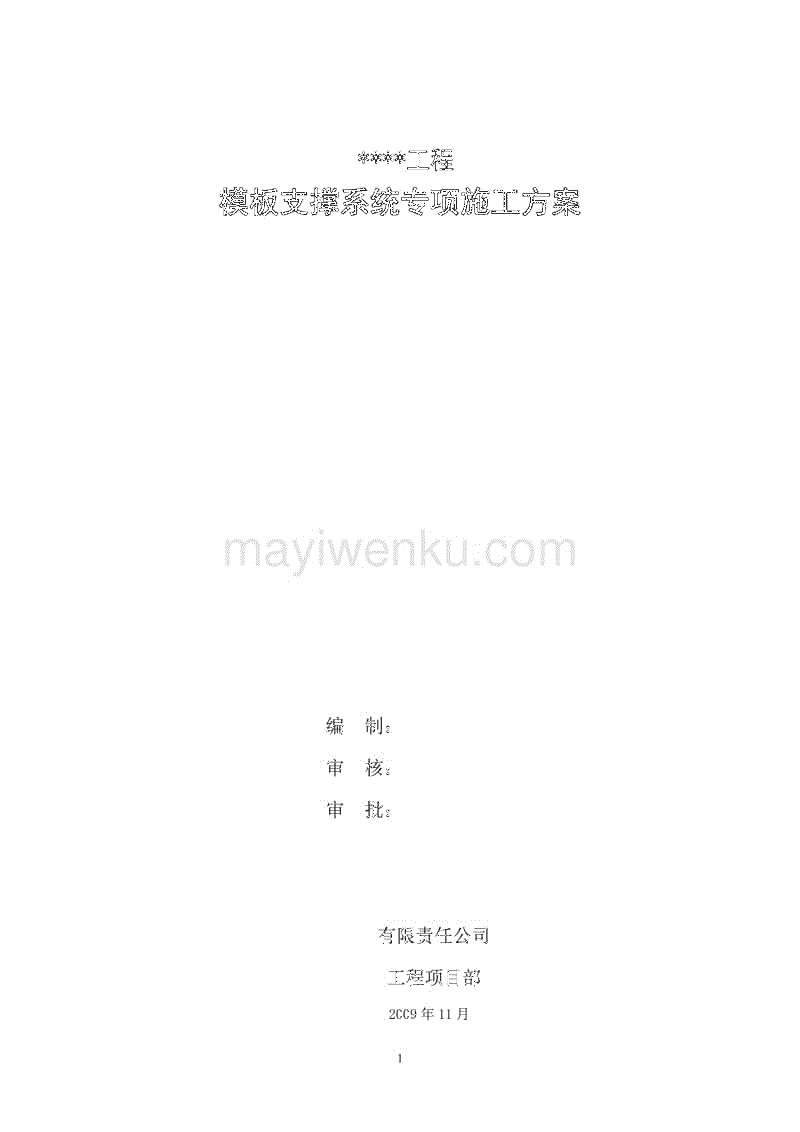 ****工程
模板支撑系统专项施工方案
mayiwenku.com
编 制：
审 核：
审 批：
有限责任公司
工程项目部
2009 年 11 月
1